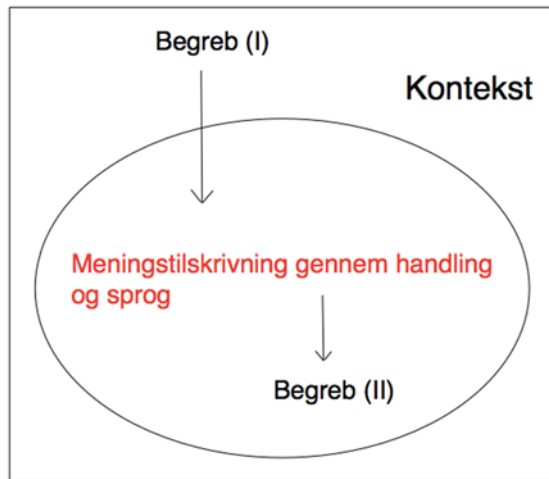 Begreb (I)
Kontekst
Meningstilskrivning gennem handling
og sprog
Begreb (II)